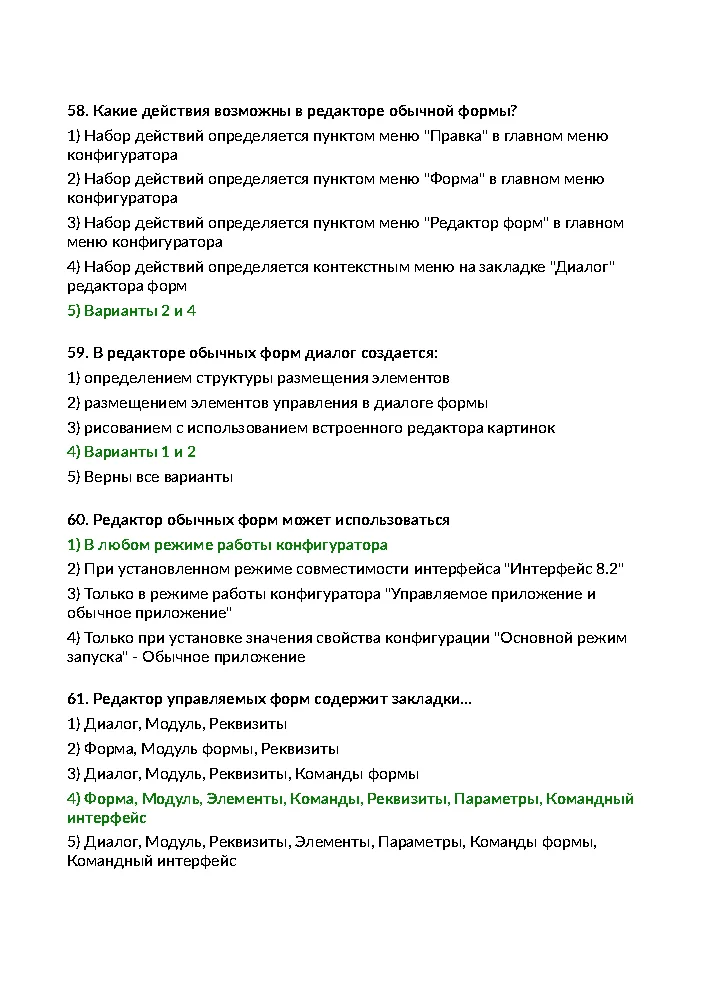 58. Какие действия возможны в редакторе обычной формы?
1) Набор действий определяется пунктом меню "Правка" в главном меню
конфигуратора
2) Набор действий определяется пунктом меню "Форма" в главном меню
конфигуратора
3) Набор действий определяется пунктом меню "Редактор форм" в главном
меню конфигуратора
4) Набор действий определяется контекстным меню на закладке "Диалог"
редактора форм
5) Варианты 2 и 4
59. В редакторе обычных форм диалог создается:
1) определением структуры размещения элементов
2) размещением элементов управления в диалоге формы
3) рисованием с использованием встроенного редактора картинок
4) Варианты 1 и 2
5) Верны все варианты
60. Редактор обычных форм может использоваться
1) В любом режиме работы конфигуратора
2) При установленном режиме совместимости интерфейса "Интерфейс 8.2"
3) Только в режиме работы конфигуратора "Управляемое приложение и
обычное приложение"
4) Только при установке значения свойства конфигурации "Основной режим
запуска" - Обычное приложение
61. Редактор управляемых форм содержит закладки...
1) Диалог, Модуль, Реквизиты
2) Форма, Модуль формы, Реквизиты
3) Диалог, Модуль, Реквизиты, Команды формы
4) Форма, Модуль, Элементы, Команды, Реквизиты, Параметры, Командный
интерфейс
5) Диалог, Модуль, Реквизиты, Элементы, Параметры, Команды формы,
Командный интерфейс